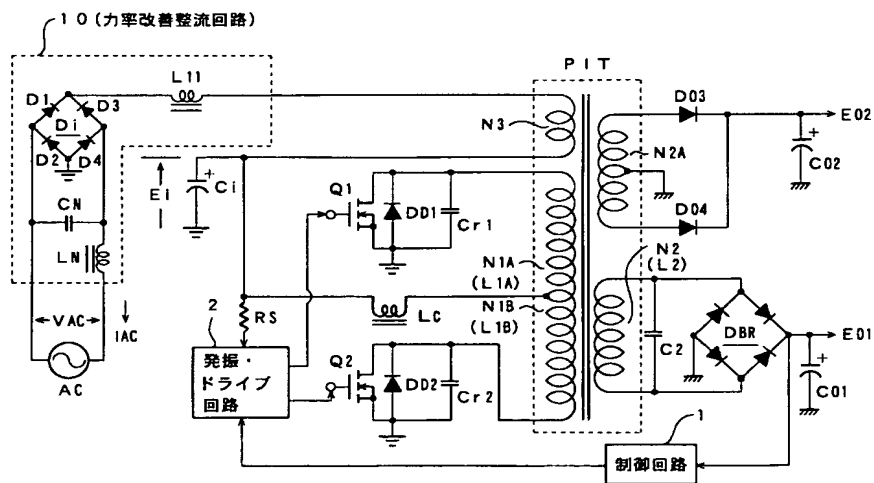 10(力率改善整流回路)
PIT
L11
D1
D3
Di
D2
D4
N3
D03
E02
N2A
C02
Ei
Ci
Q1
DD1
Cr1
CN
D04
LN
N1A
(L1A)
N2
(L2)
N1B
(L1B)
VAC
IAC
2
RS
LC
C2
DBR
E01
AC
発振・
ドライブ
回路
Q2
DD2
Cr2
C01
1
制御回路